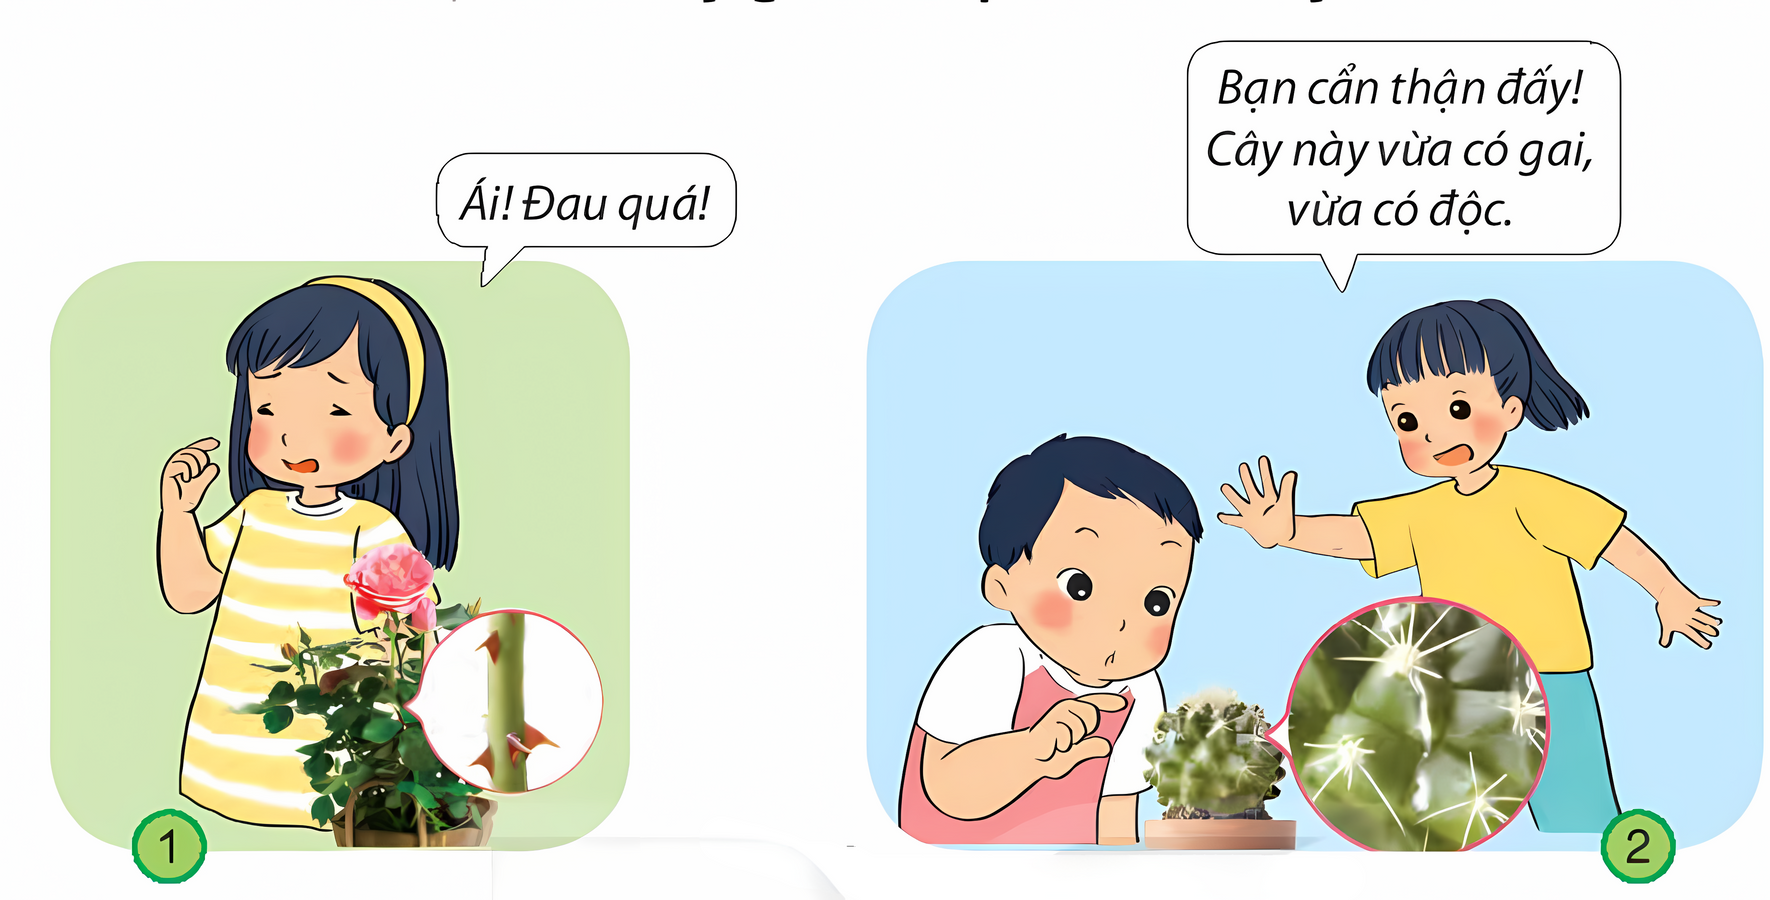 Ái! Đau quá!
Bạn cẩn thận đấy!
Cây này vừa có gai,
vừa có độc.
1
2